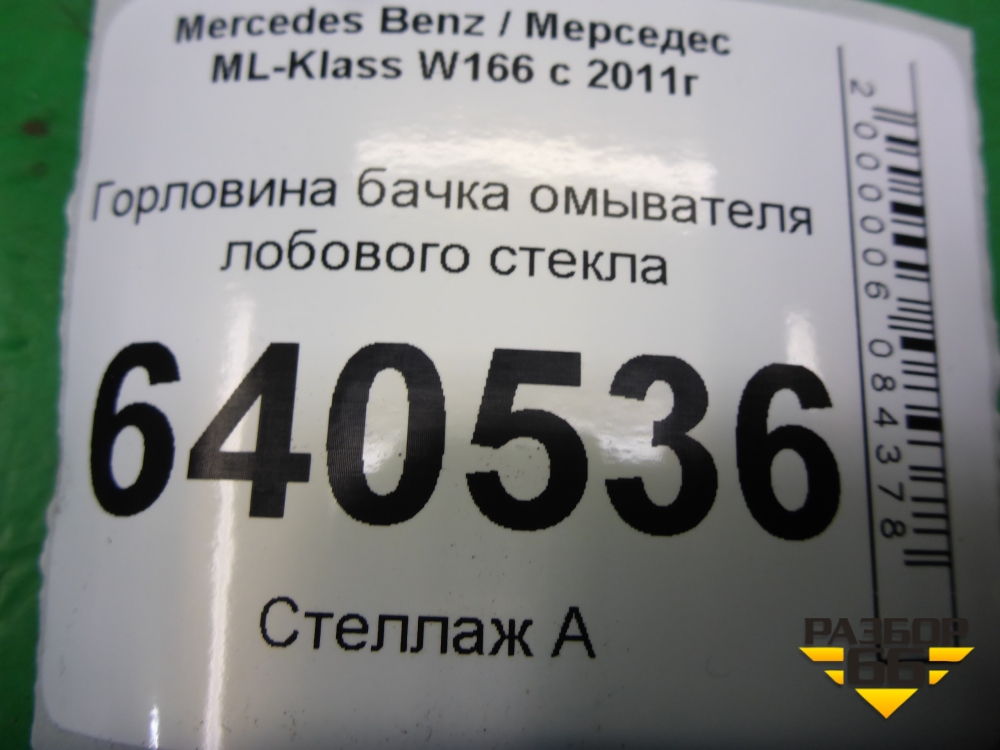 Mercedes Benz / Мерседес
ML-Klass W166 с 2011г
Горловина бачка омывателя
лобового стекла
640536
Стеллаж А
2000006084378
РАЗБОР
66